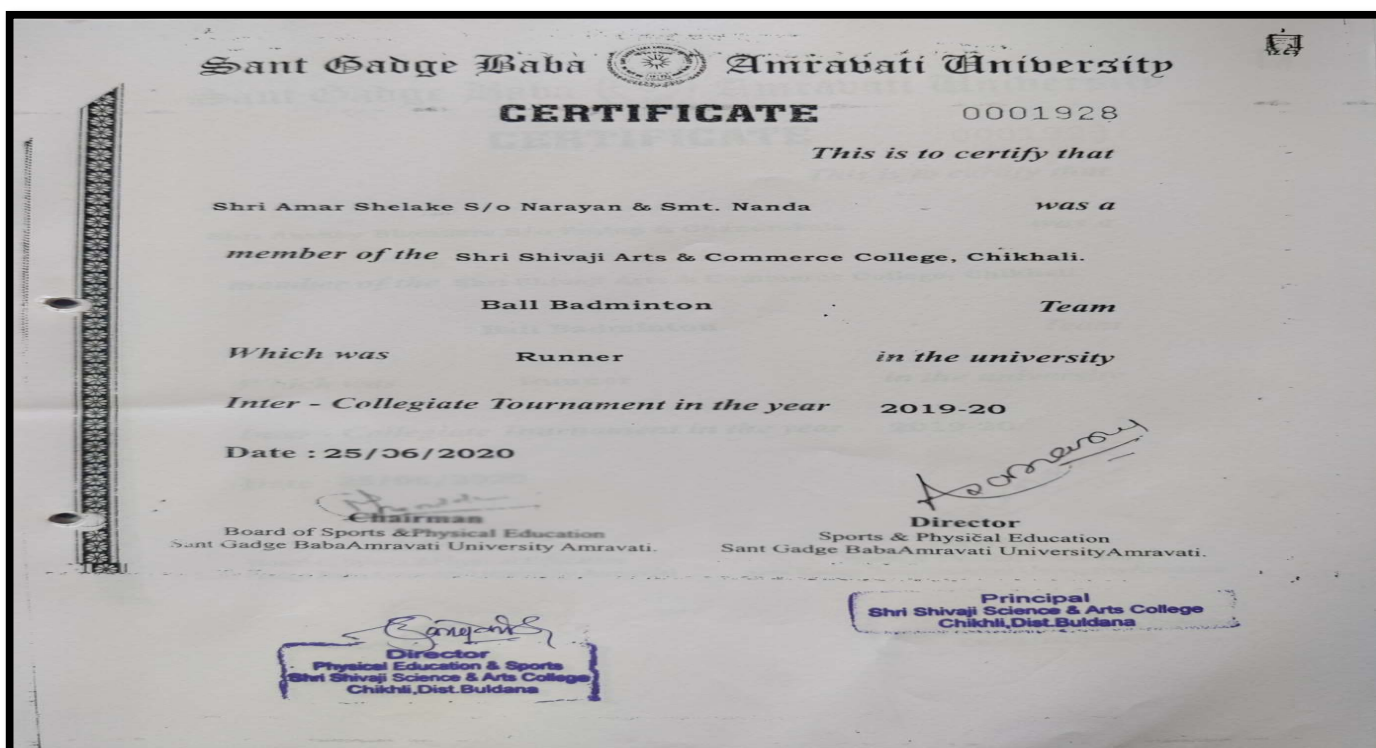 Sant Gadge Baba Amravati University
CERTIFICATE 0001928
This is to certify that
Shri Amar Shelake S/o Narayan & Smt. Nanda was a
member of the Shri Shivaji Arts & Commerce College, Chikhali.
Ball Badminton Team
Which was Runner in the university
Inter - Collegiate Tournament in the year 2019-20
Date : 25/06/2020
Chairman
Board of Sports &Physical Education
Sant Gadge BabaAmravati University Amravati.
Director
Sports & Physical Education
Sant Gadge BabaAmravati UniversityAmravati.
Director
Physical Education & Sports
Shri Shivaji Science & Arts College
Chikhli,Dist.Buldana
Principal
Shri Shivaji Science & Arts College
Chikhli,Dist.Buldana